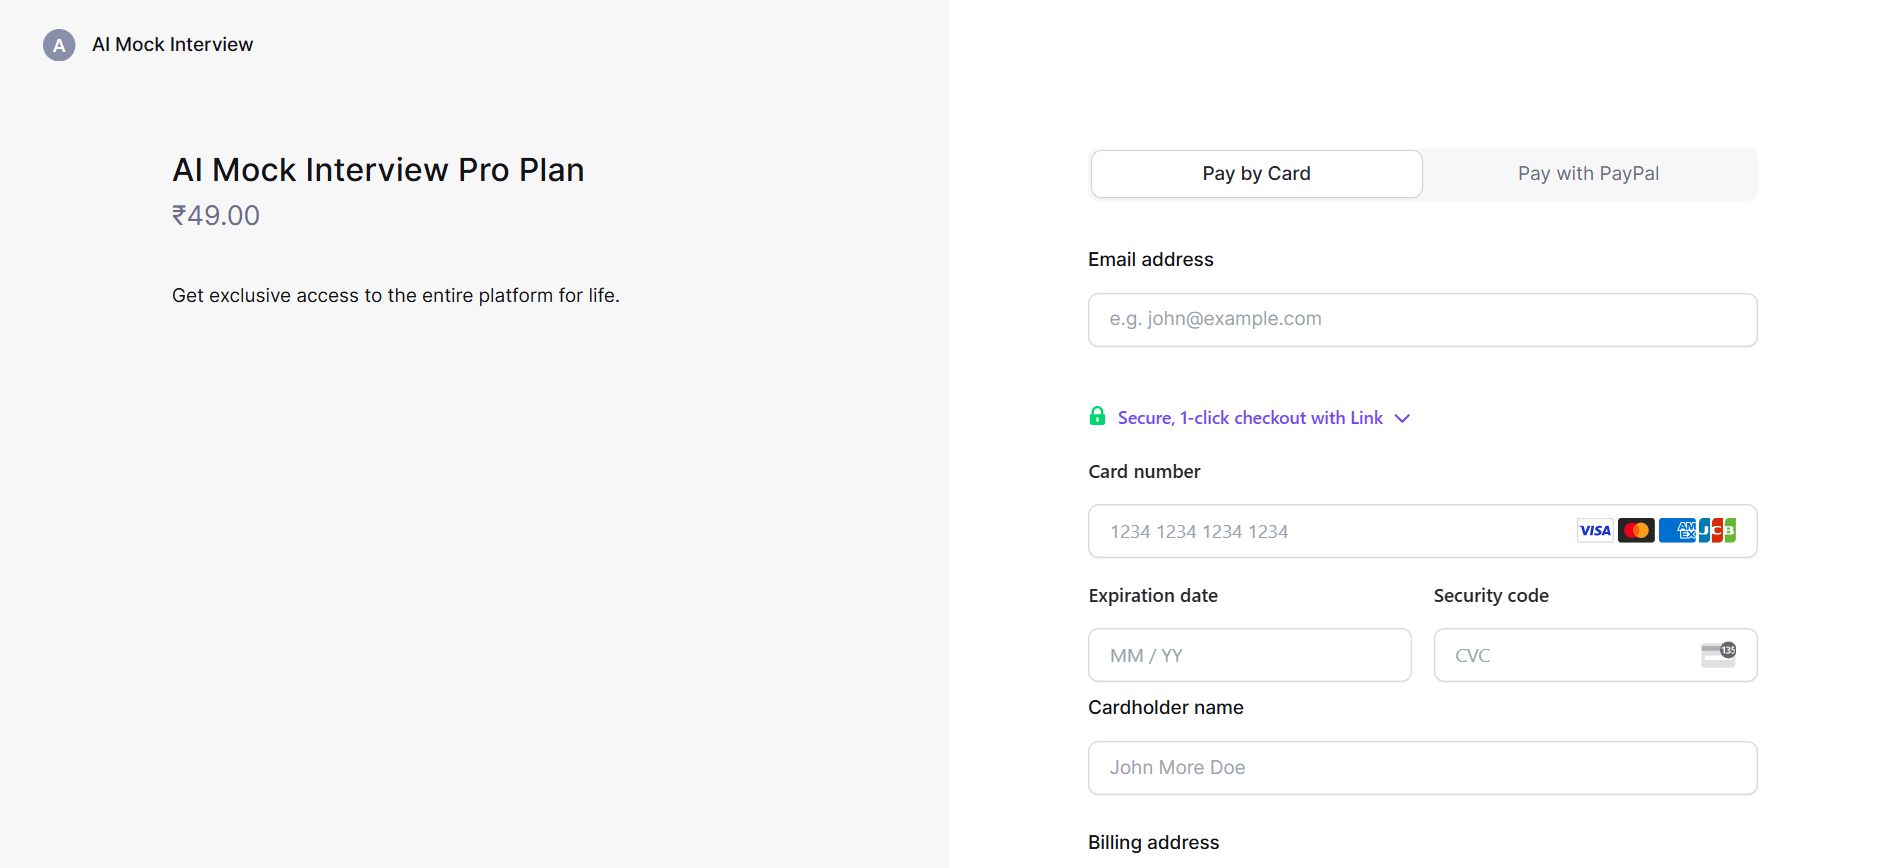 A AI Mock Interview
AI Mock Interview Pro Plan
₹49.00
Get exclusive access to the entire platform for life.
Pay by Card Pay with PayPal
Email address
e.g. john@example.com
Secure, 1-click checkout with Link
Card number
1234 1234 1234 1234 VISA AM EX JCB
Expiration date Security code
MM / YY CVC 135
Cardholder name
John More Doe
Billing address